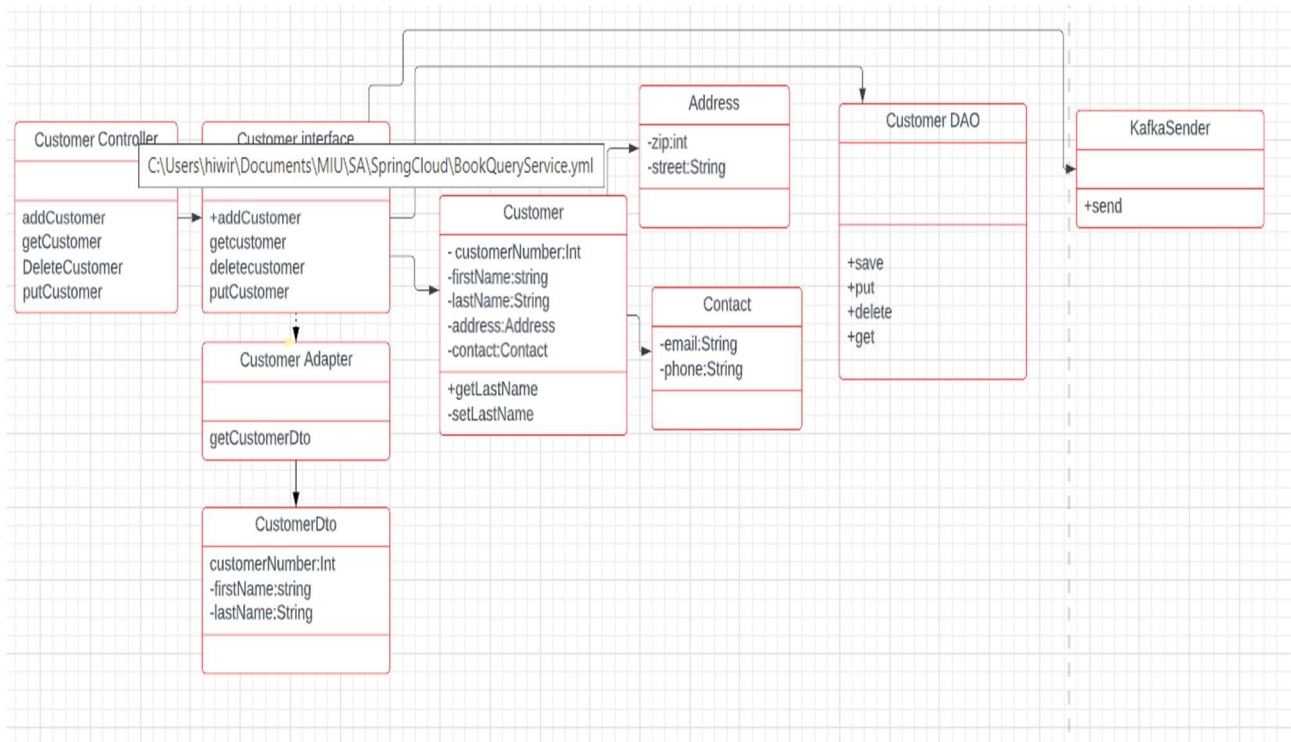 Customer Controller
addCustomer
getCustomer
DeleteCustomer
putCustomer
Customer interface
C:\Users\hiwir\Documents\MIU\SA\SpringCloud\BookQueryService.yml
+addCustomer
getcustomer
deletecustomer
putCustomer
Customer Adapter
getCustomerDto
CustomerDto
customerNumber:Int
-firstName:string
-lastName:String
Customer
- customerNumber:Int
-firstName:string
-lastName:String
-address:Address
-contact:Contact
+getLastName
-setLastName
Address
-zip:int
-street:String
Contact
-email:String
-phone:String
Customer DAO
+save
+put
+delete
+get
KafkaSender
+send